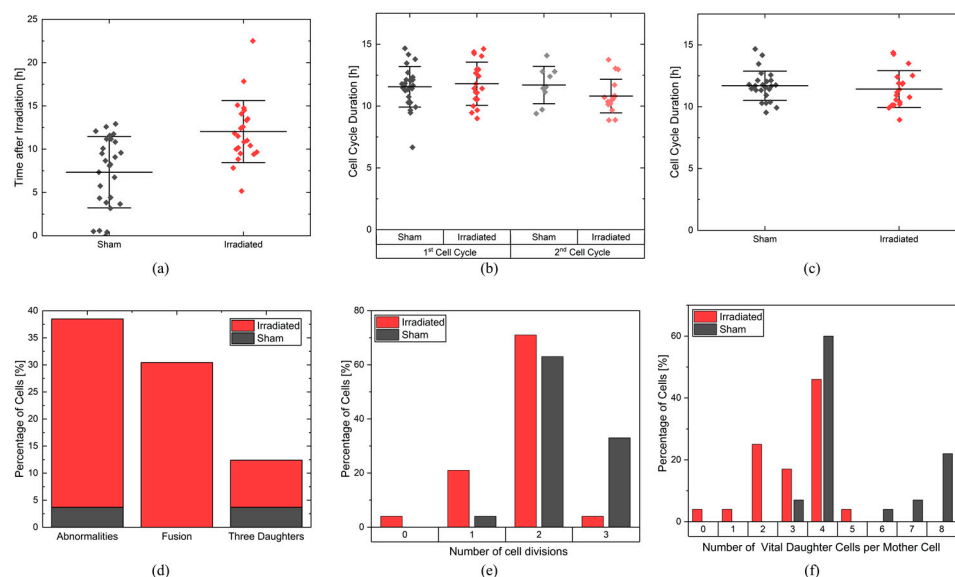 25
20
15
10
5
0
Time after Irradiation [h]
Sham
Irradiated
(a)
15
10
5
0
Cell Cycle Duration [h]
Sham
Irradiated
Sham
Irradiated
1st Cell Cycle
2nd Cell Cycle
(b)
15
10
5
0
Cell Cycle Duration [h]
Sham
Irradiated
(c)
40
35
30
25
20
15
10
5
0
Percentage of Cells [%]
Irradiated
Sham
Abnormalities
Fusion
Three Daughters
(d)
80
60
40
20
0
Percentage of Cells [%]
Irradiated
Sham
0 1 2 3
Number of cell divisions
(e)
60
40
20
0
Percentage of Cells [%]
Irradiated
Sham
0 1 2 3 4 5 6 7 8
Number of Vital Daughter Cells per Mother Cell
(f)